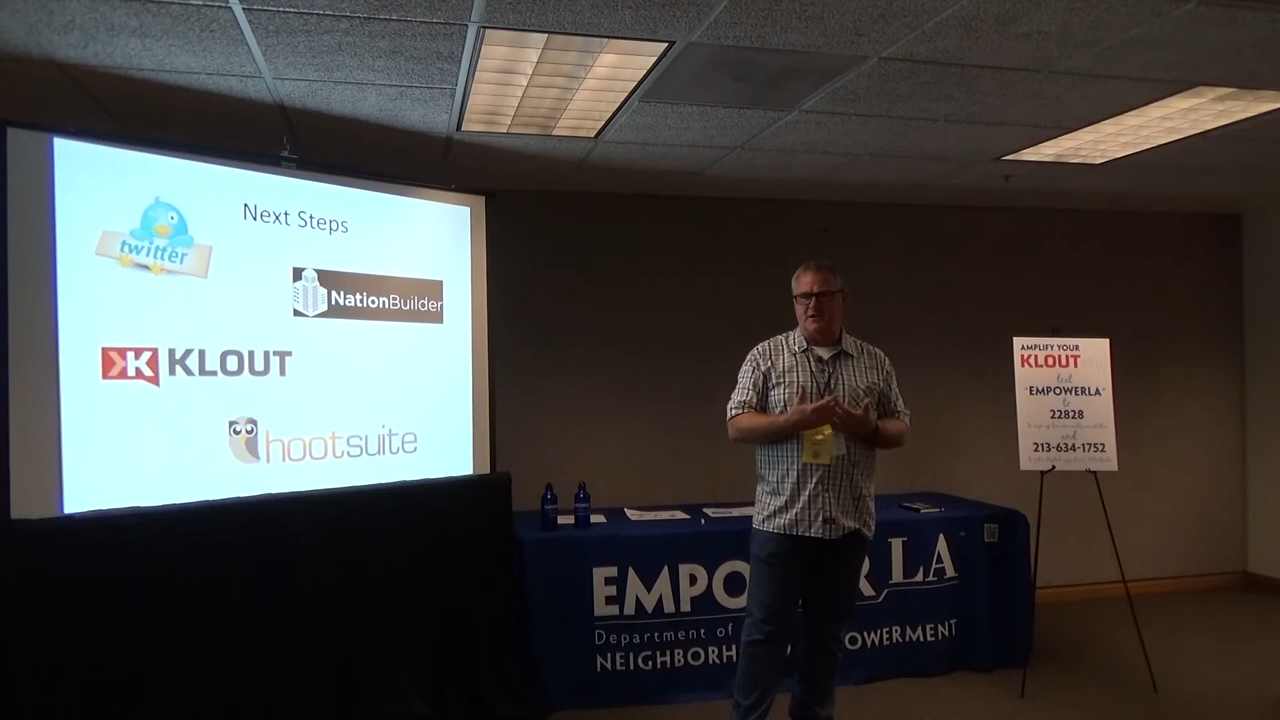 Next Steps
twitter
NationBuilder
KLOUT
hootsuite
AMPLIFY YOUR
KLOUT
text
"EMPOWERLA"
to
22828
and
213-634-1752
EMPO R LA
Department of
NEIGHBORH OWERMENT